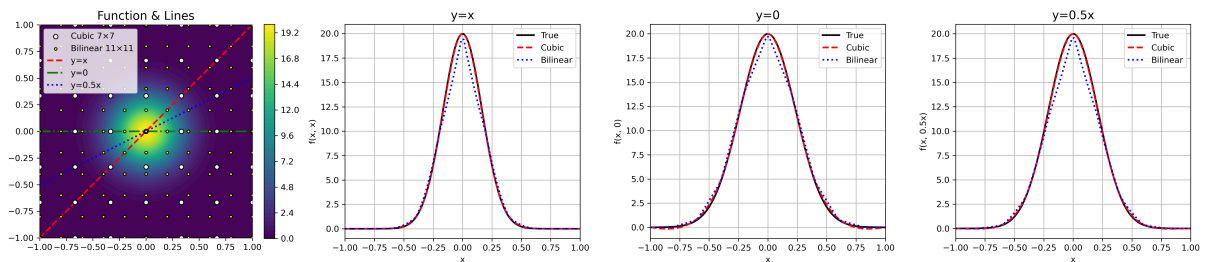 Function & Lines
1.00
0.75
0.50
0.25
0.00
−0.25
−0.50
−0.75
−1.00
−1.00 −0.75 −0.50 −0.25 0.00 0.25 0.50 0.75 1.00
Cubic 7×7
Bilinear 11×11
y=x
y=0
y=0.5x
19.2
16.8
14.4
12.0
9.6
7.2
4.8
2.4
0.0
y=x
f(x, x)
20.0
17.5
15.0
12.5
10.0
7.5
5.0
2.5
0.0
True
Cubic
Bilinear
−1.00 −0.75 −0.50 −0.25 0.00 0.25 0.50 0.75 1.00
x
y=0
f(x, 0)
20.0
17.5
15.0
12.5
10.0
7.5
5.0
2.5
0.0
True
Cubic
Bilinear
−1.00 −0.75 −0.50 −0.25 0.00 0.25 0.50 0.75 1.00
x
y=0.5x
f(x, 0.5x)
20.0
17.5
15.0
12.5
10.0
7.5
5.0
2.5
0.0
True
Cubic
Bilinear
−1.00 −0.75 −0.50 −0.25 0.00 0.25 0.50 0.75 1.00
x